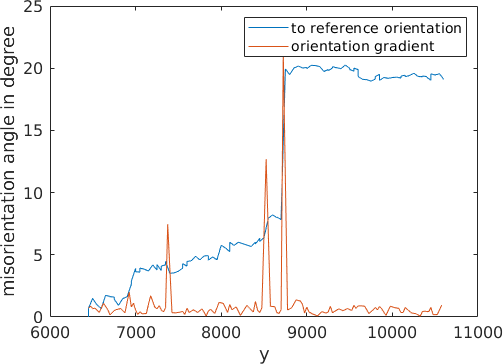 25
20
15
10
5
0
misorientation angle in degree
to reference orientation
orientation gradient
6000 7000 8000 9000 10000 11000
y